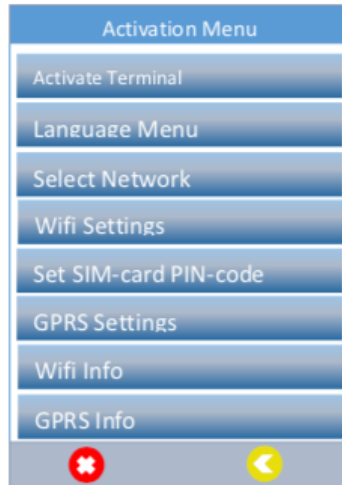 Activation Menu
Activate Terminal
Language Menu
Select Network
Wifi Settings
Set SIM-card PIN-code
GPRS Settings
Wifi Info
GPRS Info